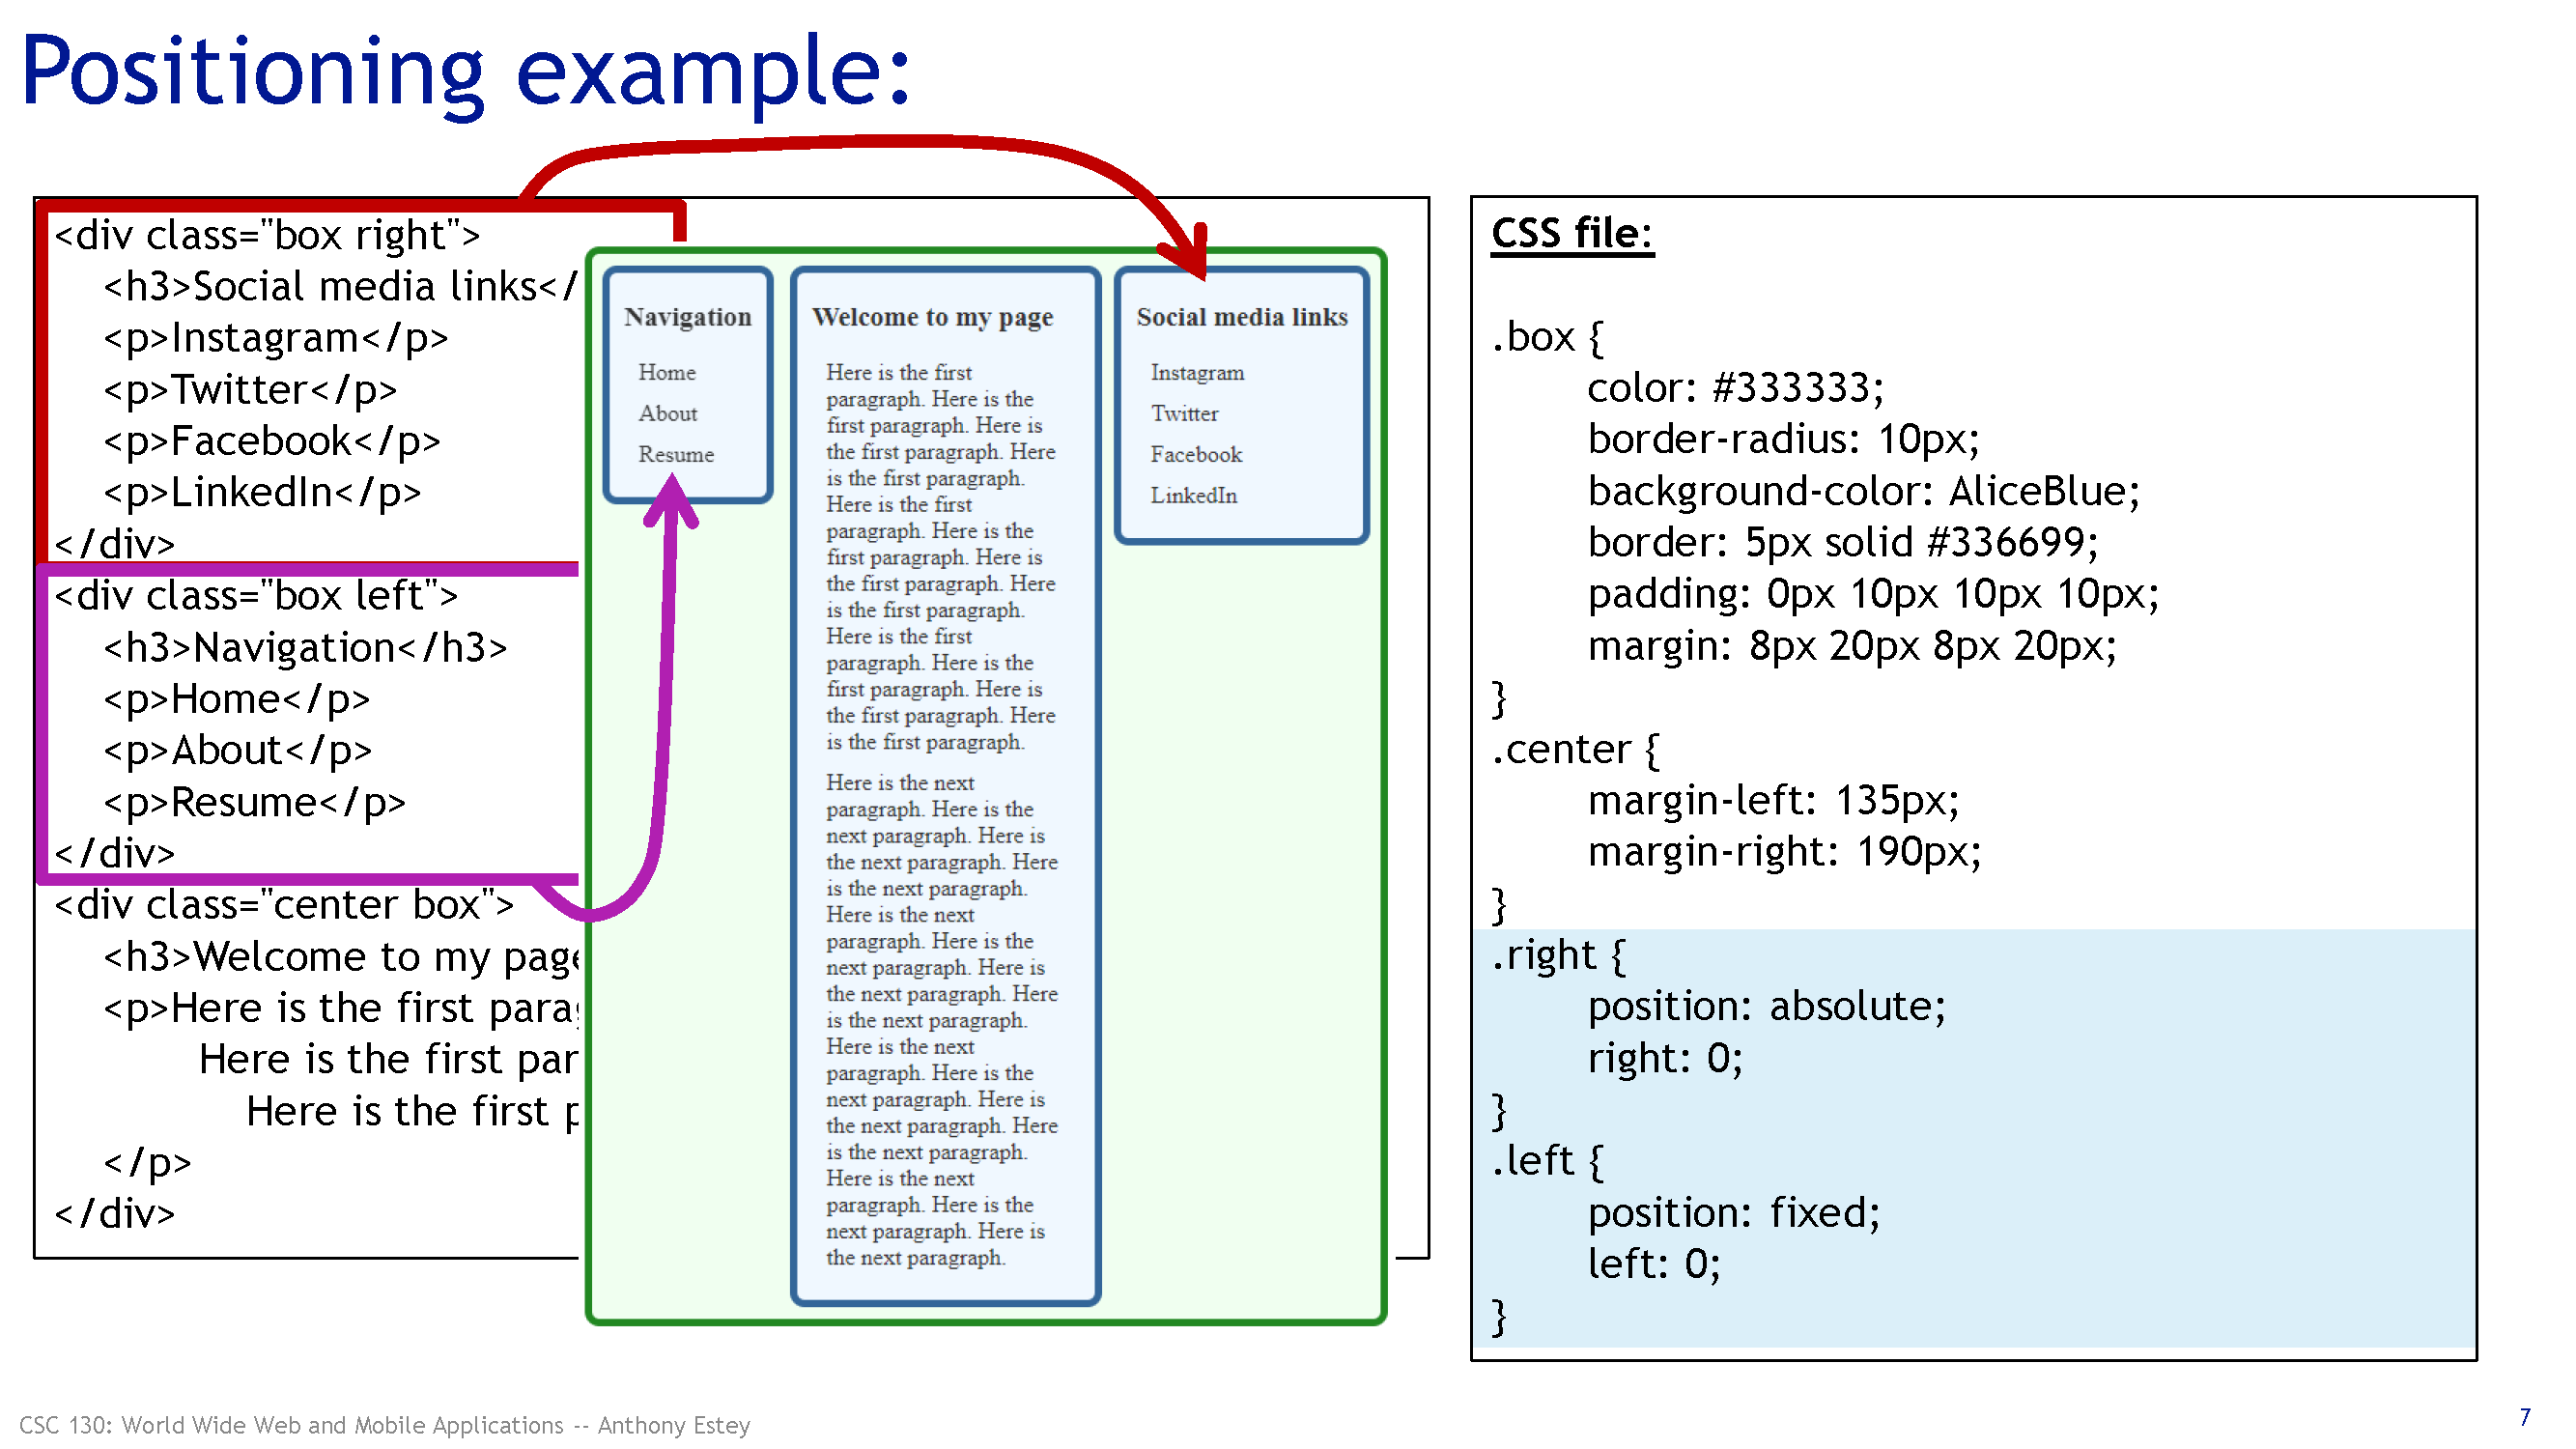 Positioning example:
<div class="box right">
<h3>Social media links</
<p>Instagram</p>
<p>Twitter</p>
<p>Facebook</p>
<p>LinkedIn</p>
</div>
<div class="box left">
<h3>Navigation</h3>
<p>Home</p>
<p>About</p>
<p>Resume</p>
</div>
<div class="center box">
<h3>Welcome to my page
<p>Here is the first
Here is the first
Here is the first
</p>
</div>
Navigation
Home
About
Resume
Welcome to my page
Here is the first
paragraph. Here is the
first paragraph. Here is
the first paragraph. Here
is the first paragraph.
Here is the first
paragraph. Here is the
first paragraph. Here is
the first paragraph. Here
is the first paragraph.
Here is the first
paragraph. Here is the
first paragraph. Here is
the first paragraph. Here
is the first paragraph.
Here is the next
paragraph. Here is the
next paragraph. Here is
the next paragraph. Here
is the next paragraph.
Here is the next
paragraph. Here is the
next paragraph. Here is
the next paragraph. Here
is the next paragraph.
Here is the next
paragraph. Here is the
next paragraph. Here is
the next paragraph. Here
is the next paragraph.
Here is the next
paragraph. Here is the
next paragraph. Here is
the next paragraph.
Social media links
Instagram
Twitter
Facebook
LinkedIn
CSS file:
.box {
color: #333333;
border-radius: 10px;
background-color: AliceBlue;
border: 5px solid #336699;
padding: 0px 10px 10px 10px;
margin: 8px 20px 8px 20px;
}
.center {
margin-left: 135px;
margin-right: 190px;
}
.right {
position: absolute;
right: 0;
}
.left {
position: fixed;
left: 0;
}
CSC 130: World Wide Web and Mobile Applications -- Anthony Estey
7